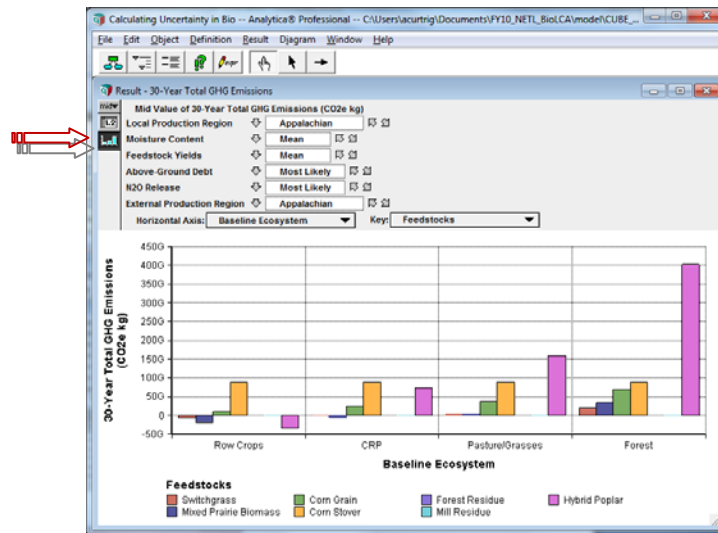 Calculating Uncertainty in Bio -- Analytica® Professional -- C:\Users\acurtrig\Documents\FY10_NETL_BioLCA\model\CUBE_...
File Edit Object Definition Result Diagram Window Help
Result - 30-Year Total GHG Emissions
mid
Mid Value of 30-Year Total GHG Emissions (CO2e kg)
Local Production Region Appalachian
Moisture Content Mean
Feedstock Yields Mean
Above-Ground Debt Most Likely
N2O Release Most Likely
External Production Region Appalachian
Horizontal Axis: Baseline Ecosystem Key: Feedstocks
30-Year Total GHG Emissions
(CO2e kg)
450G
400G
350G
300G
250G
200G
150G
100G
50G
0
-50G
Row Crops CRP Pasture/Grasses Forest
Baseline Ecosystem
Feedstocks
Switchgrass Corn Grain Forest Residue Hybrid Poplar
Mixed Prairie Biomass Corn Stover Mill Residue